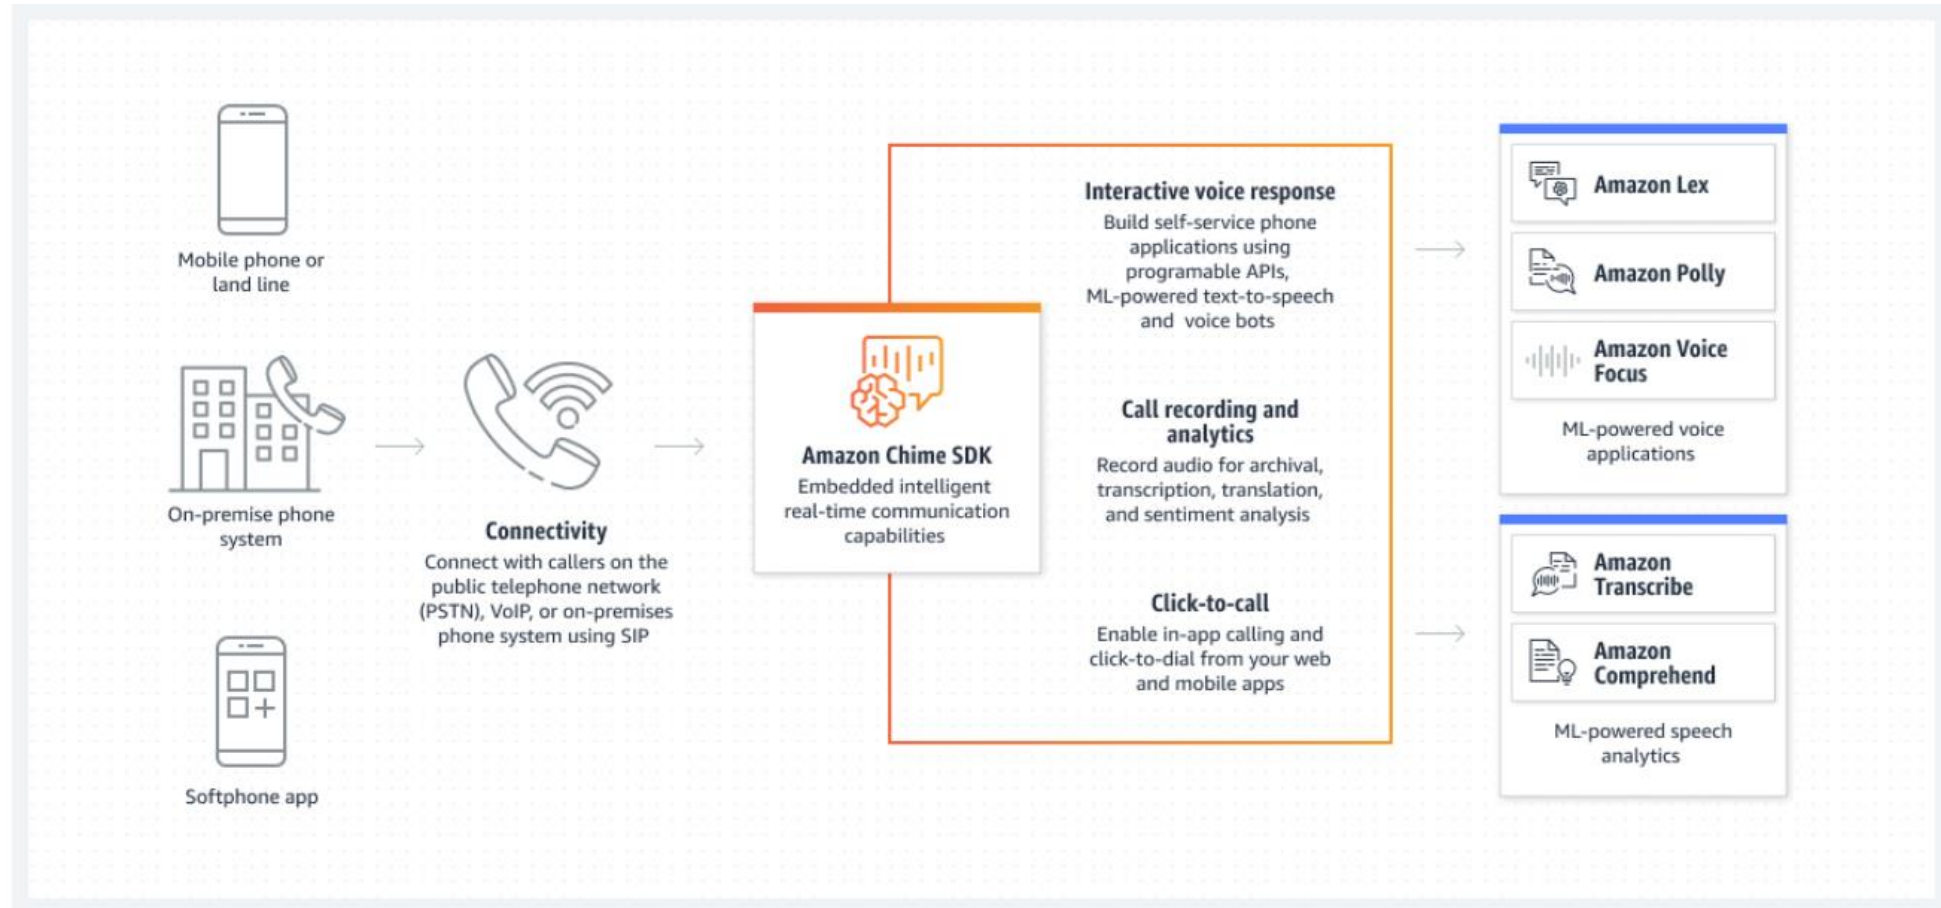 Mobile phone or
land line
On-premise phone
system
Softphone app
Connectivity
Connect with callers on the
public telephone network
(PSTN), VoIP, or on-premises
phone system using SIP
Amazon Chime SDK
Embedded intelligent
real-time communication
capabilities
Interactive voice response
Build self-service phone
applications using
programable APIs,
ML-powered text-to-speech
and voice bots
Call recording and
analytics
Record audio for archival,
transcription, translation,
and sentiment analysis
Click-to-call
Enable in-app calling and
click-to-dial from your web
and mobile apps
Amazon Lex
Amazon Polly
Amazon Voice
Focus
ML-powered voice
applications
Amazon
Transcribe
Amazon
Comprehend
ML-powered speech
analytics